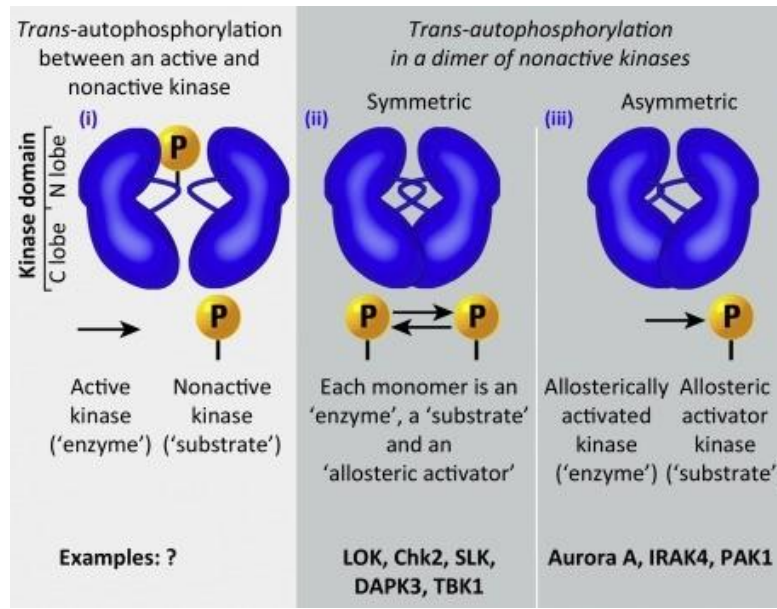 Trans-autophosphorylation
between an active and
nonactive kinase
(i)
P
Kinase domain
N lobe
C lobe
P
Active
kinase
(‘enzyme’)
Nonactive
kinase
(‘substrate’)
Examples: ?
Trans-autophosphorylation
in a dimer of nonactive kinases
Symmetric
(ii)
P P
Each monomer is an
‘enzyme’, a ‘substrate’
and an
‘allosteric activator’
LOK, Chk2, SLK,
DAPK3, TBK1
Asymmetric
(iii)
P
Allosterically
activated
kinase
(‘enzyme’)
Allosteric
activator
kinase
(‘substrate’
Aurora A, IRAK4, PAK1